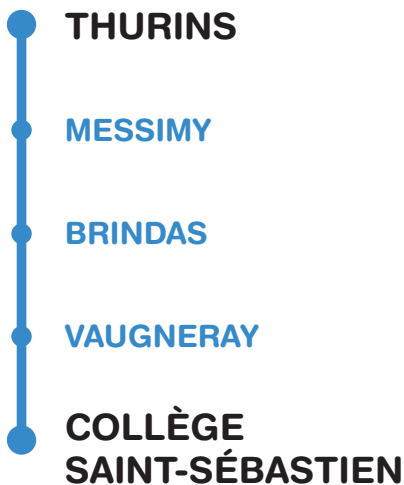 THURINS
MESSIMY
BRINDAS
VAUGNERAY
COLLÈGE
SAINT-SÉBASTIEN